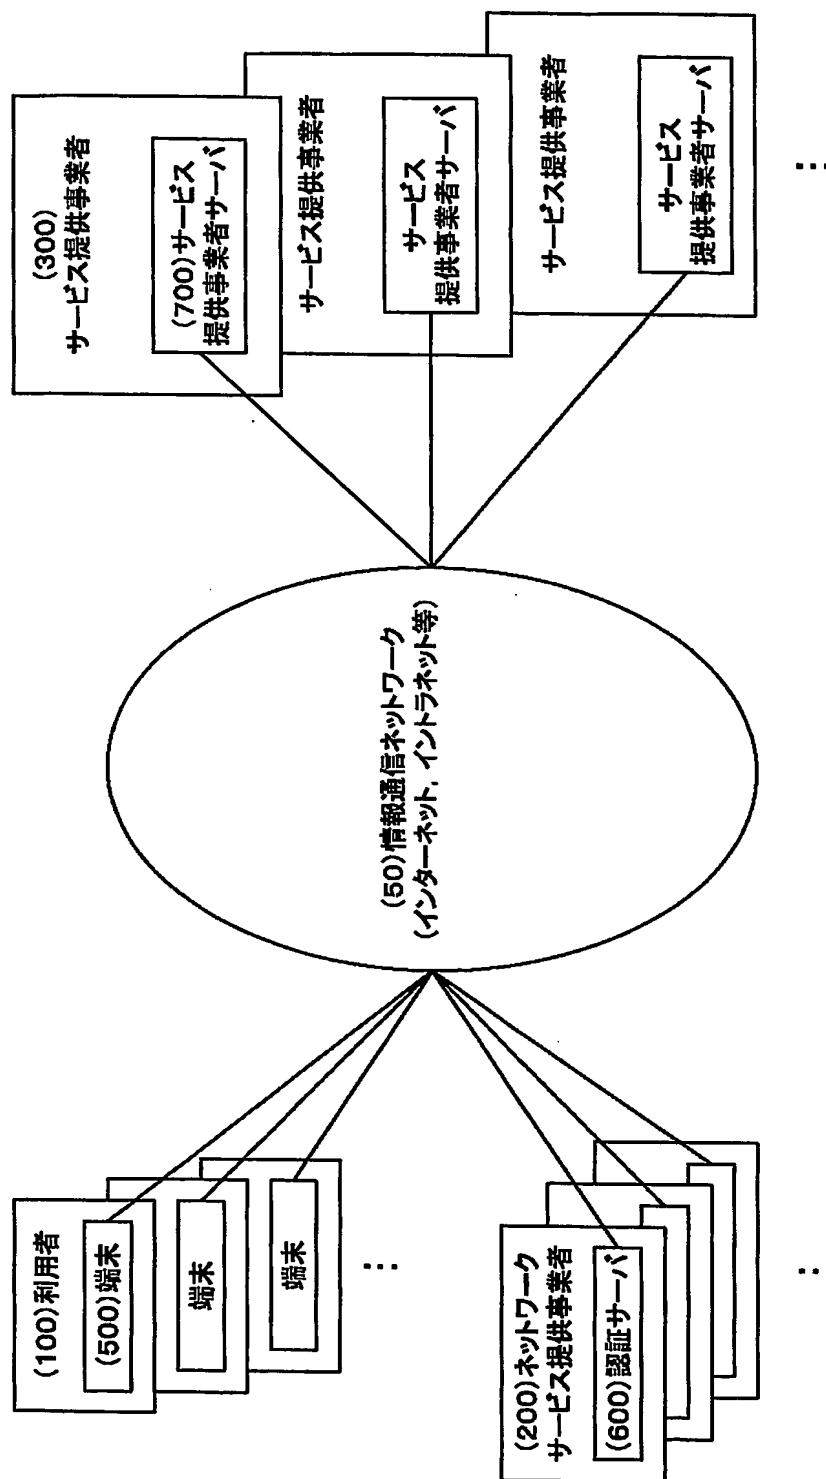 (100)利用者
(500)端末
端末
端末
⋮
(200)ネットワーク
サービス提供事業者
(600)認証サーバ
⋮
(50)情報通信ネットワーク
(インターネット, イントラネット等)
(300)
サービス提供事業者
(700)サービス
提供事業者サーバ
サービス提供事業者
サービス
提供事業者サーバ
サービス提供事業者
サービス
提供事業者サーバ
⋮